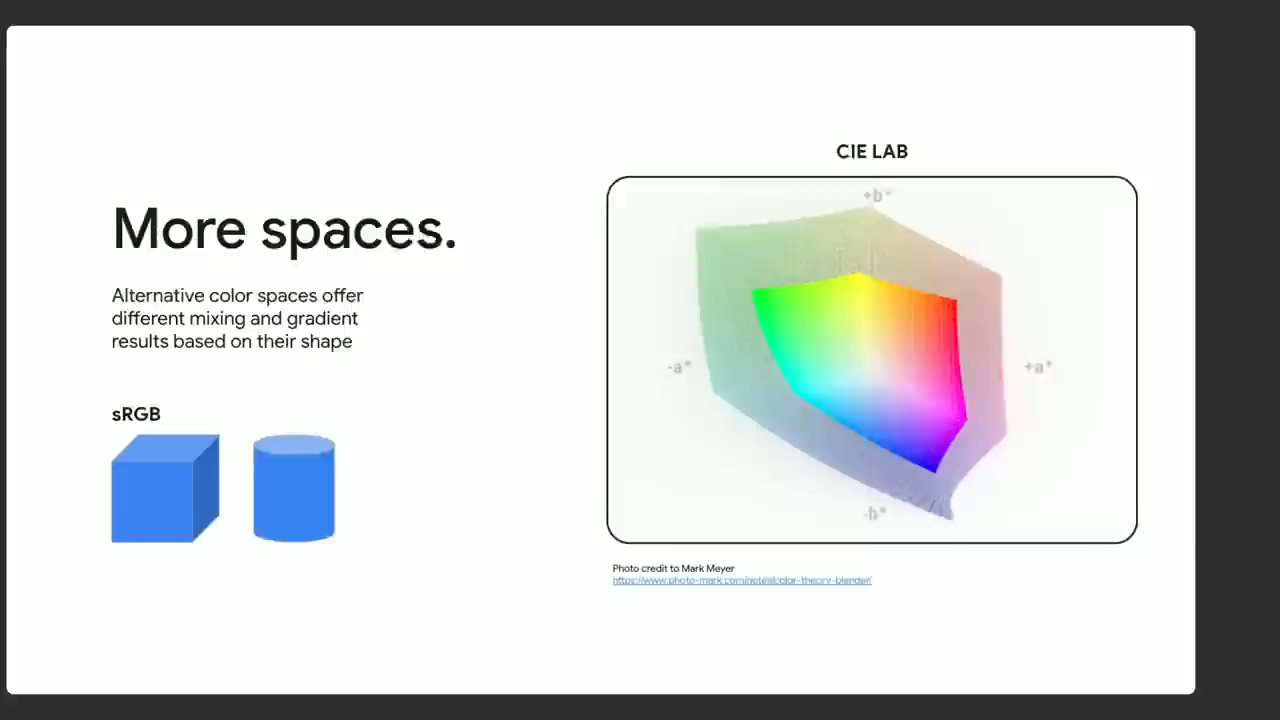 More spaces.
Alternative color spaces offer
different mixing and gradient
results based on their shape
sRGB
CIE LAB
+b*
-a*
+a*
-b*
Photo credit to Mark Meyer
https://www.photo-mark.com/notes/color-theory-blender/